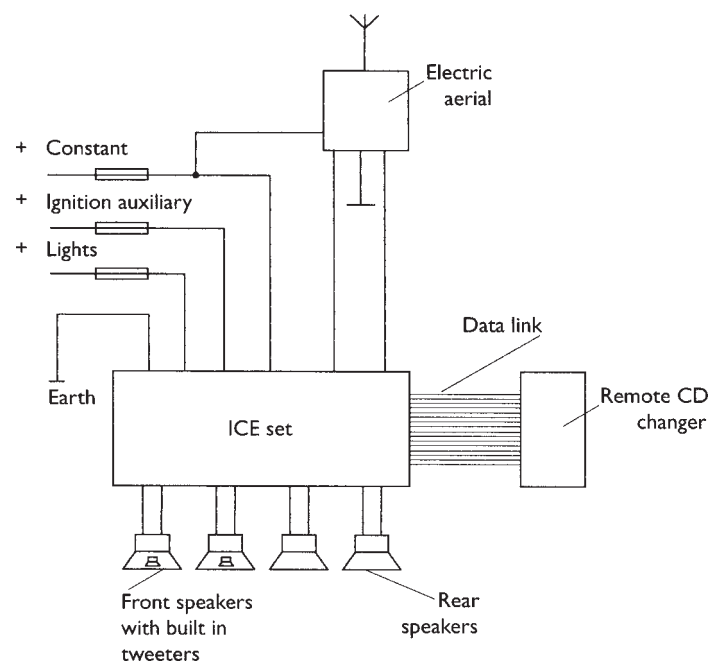 Electric
aerial
+ Constant
+ Ignition auxiliary
+ Lights
Data link
Earth
ICE set
Remote CD
changer
Front speakers
with built in
tweeters
Rear
speakers